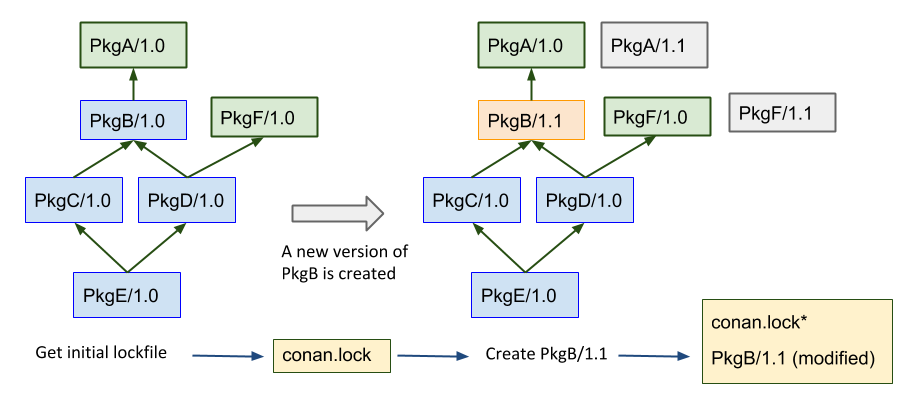 PkgA/1.0
PkgB/1.0
PkgF/1.0
PkgC/1.0
PkgD/1.0
PkgE/1.0
A new version of
PkgB is created
PkgA/1.0
PkgA/1.1
PkgB/1.1
PkgF/1.0
PkgF/1.1
PkgC/1.0
PkgD/1.0
PkgE/1.0
Get initial lockfile
conan.lock
Create PkgB/1.1
conan.lock*
PkgB/1.1 (modified)